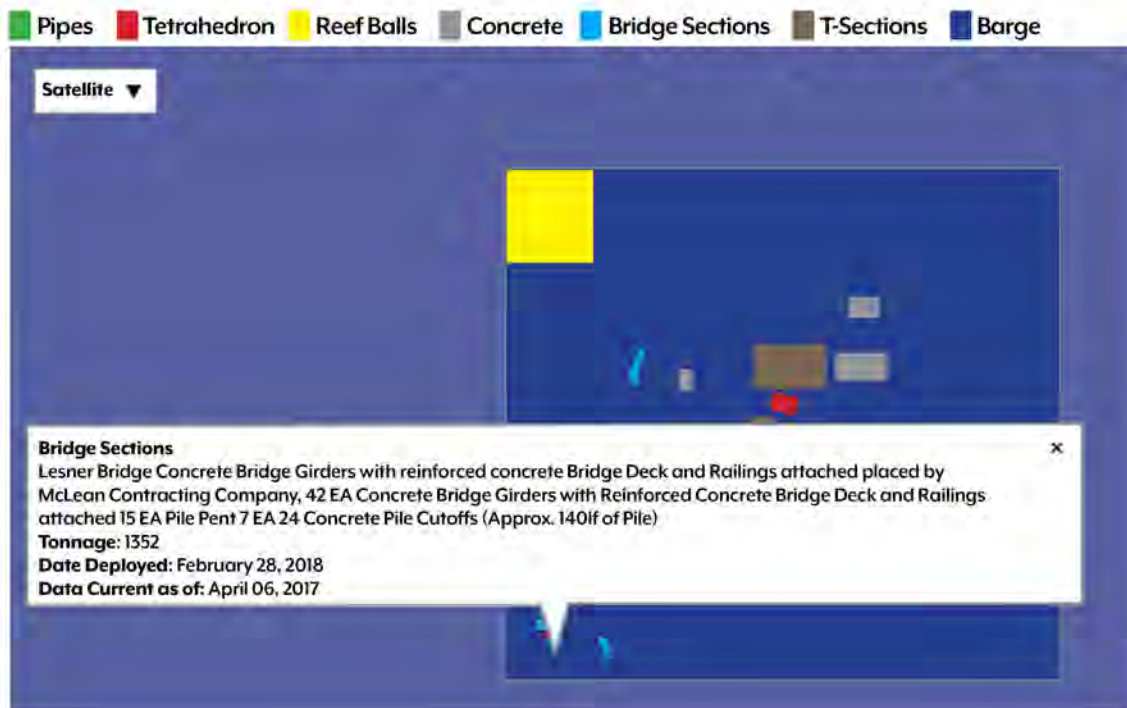 Pipes Tetrahedron Reef Balls Concrete Bridge Sections T-Sections Barge
Satellite ▼
Bridge Sections ×
Lesner Bridge Concrete Bridge Girders with reinforced concrete Bridge Deck and Railings attached placed by
McLean Contracting Company, 42 EA Concrete Bridge Girders with Reinforced Concrete Bridge Deck and Railings
attached 15 EA Pile Pent 7 EA 24 Concrete Pile Cutoffs (Approx. 140lf of Pile)
Tonnage: 1352
Date Deployed: February 28, 2018
Data Current as of: April 06, 2017